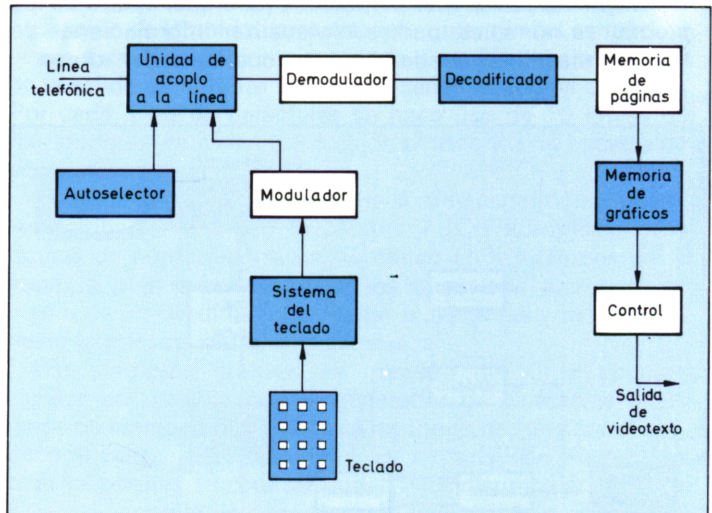 Línea
telefónica
Unidad de
acoplo
a la línea
Demodulador
Decodificador
Memoria
de
páginas
Autoselector
Modulador
Memoria
de
gráficos
Sistema
del
teclado
Control
Teclado
Salida
de
videotexto